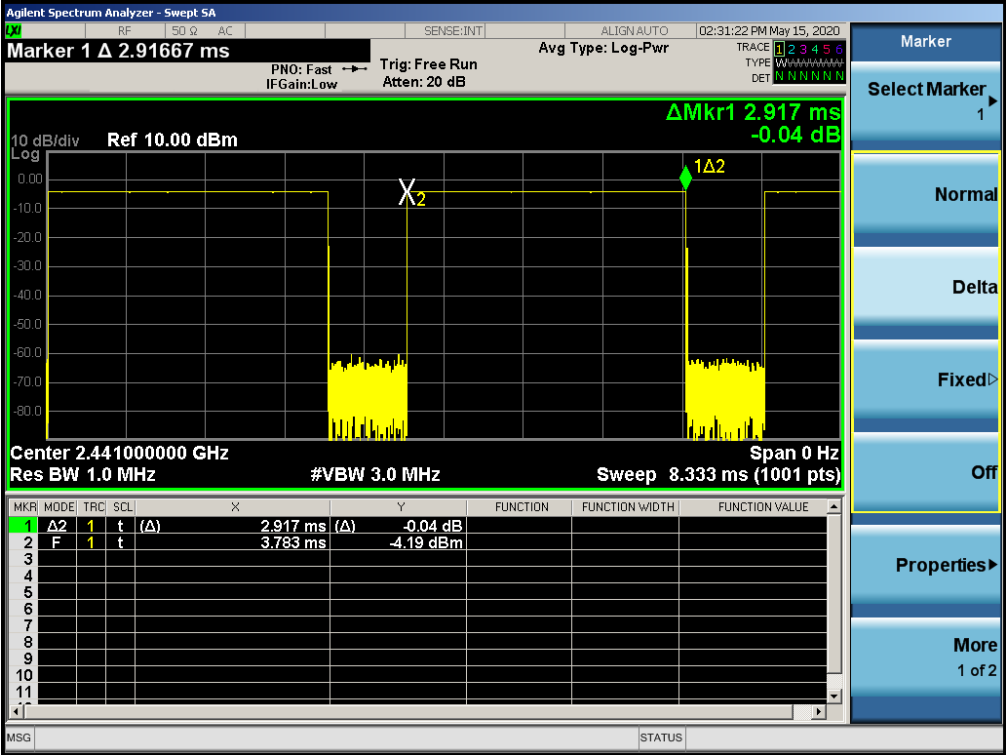 Agilent Spectrum Analyzer - Swept SA
LXI RF 50 Ω AC SENSE:INT ALIGN AUTO 02:31:22 PM May 15, 2020
Marker 1 Δ 2.91667 ms
PNO: Fast
IFGain:Low
Trig: Free Run
Atten: 20 dB
Avg Type: Log-Pwr
TRACE 1 2 3 4 5 6
TYPE WWWWWW
DET N N N N N N
ΔMkr1 2.917 ms
-0.04 dB
10 dB/div Ref 10.00 dBm
Log
0.00
-10.0
-20.0
-30.0
-40.0
-50.0
-60.0
-70.0
-80.0
X2
1Δ2
Center 2.441000000 GHz Span 0 Hz
Res BW 1.0 MHz #VBW 3.0 MHz Sweep 8.333 ms (1001 pts)
MKR MODE TRC SCL X Y FUNCTION FUNCTION WIDTH FUNCTION VALUE
1 Δ2 1 t (Δ) 2.917 ms (Δ) -0.04 dB
2 F 1 t 3.783 ms -4.19 dBm
3
4
5
6
7
8
9
10
11
MSG STATUS
Marker
Select Marker
1
Normal
Delta
Fixed
Off
Properties
More
1 of 2